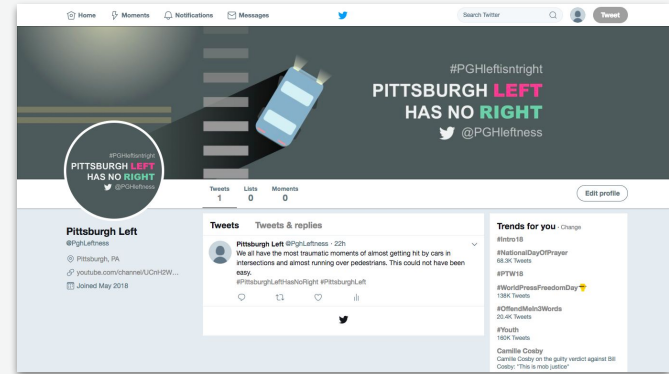 Home Moments Notifications Messages Search Twitter Tweet
#PGHleftisntright
PITTSBURGH LEFT
HAS NO RIGHT
@PGHleftness
#PGHleftisntright
PITTSBURGH LEFT
HAS NO RIGHT
@PGHleftness
Tweets Lists Moments
1 0 0
Edit profile
Pittsburgh Left
@PghLeftness
Pittsburgh, PA
youtube.com/channel/UCnH2W...
Joined May 2018
Tweets Tweets & replies
Pittsburgh Left @PghLeftness · 22h
We all have the most traumatic moments of almost getting hit by cars in
intersections and almost running over pedestrians. This could not have been
easy.
#PittsburghLeftHasNoRight #PittsburghLeft
Trends for you · Change
#Intro18
#NationalDayOfPrayer
68.3K Tweets
#PTW18
#WorldPressFreedomDay
138K Tweets
#OffendMeIn3Words
20.4K Tweets
#Youth
160K Tweets
Camille Cosby
Camille Cosby on the guilty verdict against Bill
Cosby: "This is mob justice"